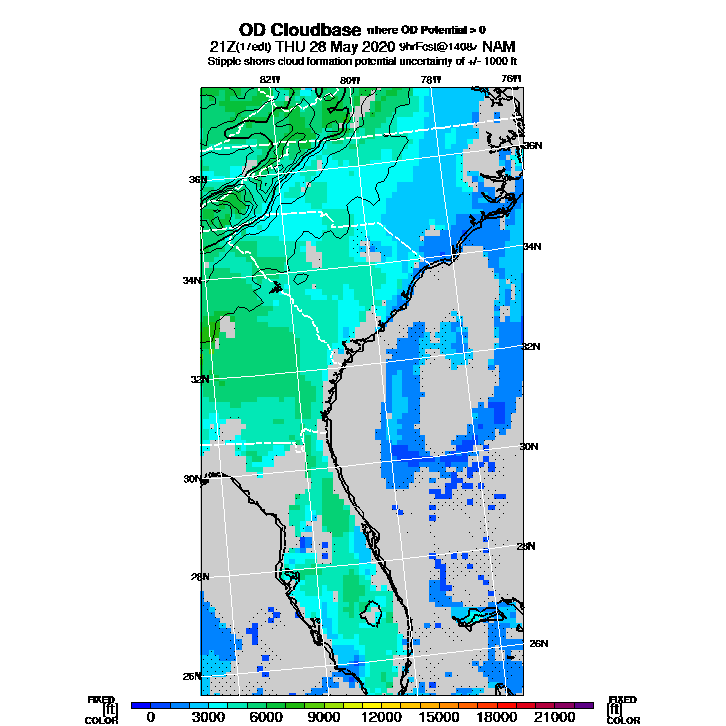 OD Cloudbase where OD Potential > 0
21Z(17edt) THU 28 May 2020 9hrFcst@1408z NAM
Stipple shows cloud formation potential uncertainty of +/- 1000 ft
82W 80W 78W 76W
36N 36N
34N 34N
32N 32N
30N 30N
28N 28N
26N 26N
FIXED FIXED
[ft] [ft]
COLOR COLOR
0 3000 6000 9000 12000 15000 18000 21000